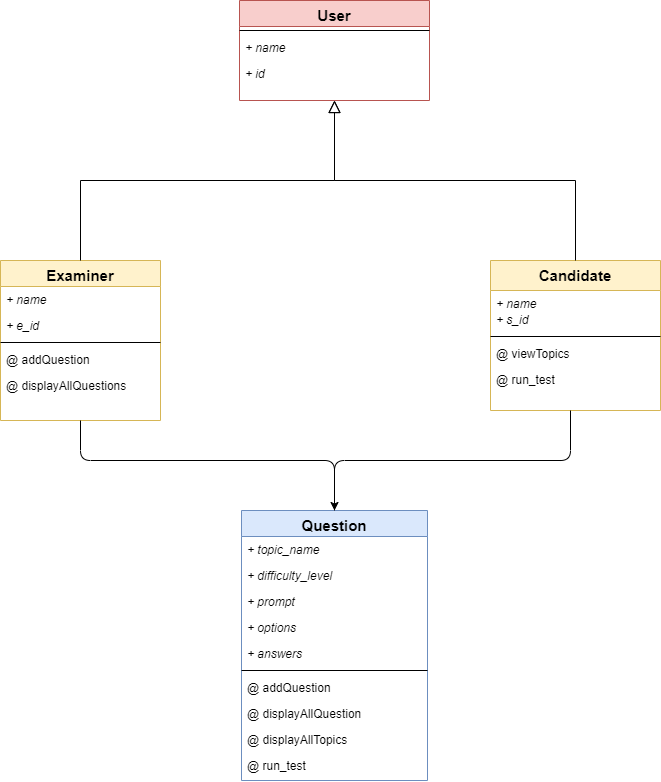 User
+ name
+ id
Examiner
+ name
+ e_id
@ addQuestion
@ displayAllQuestions
Candidate
+ name
+ s_id
@ viewTopics
@ run_test
Question
+ topic_name
+ difficulty_level
+ prompt
+ options
+ answers
@ addQuestion
@ displayAllQuestion
@ displayAllTopics
@ run_test